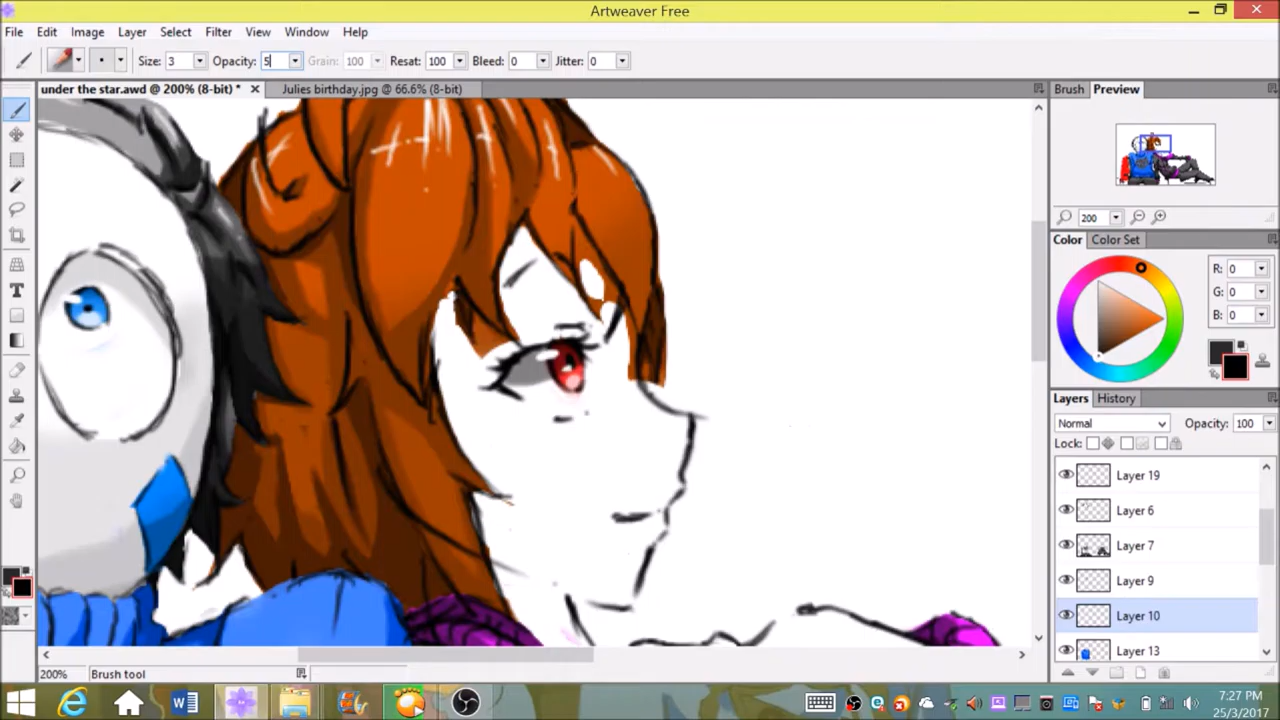 Artweaver Free
File Edit Image Layer Select Filter View Window Help
Size: 3 Opacity: 5 Grain: 100 Resat: 100 Bleed: 0 Jitter: 0
under the star.awd @ 200% (8-bit) * Julies birthday.jpg @ 66.6% (8-bit)
Brush Preview
200
Color Color Set
R: 0
G: 0
B: 0
Layers History
Normal Opacity: 100
Lock:
Layer 19
Layer 6
Layer 7
Layer 9
Layer 10
Layer 13
200% Brush tool
7:27 PM
25/3/2017